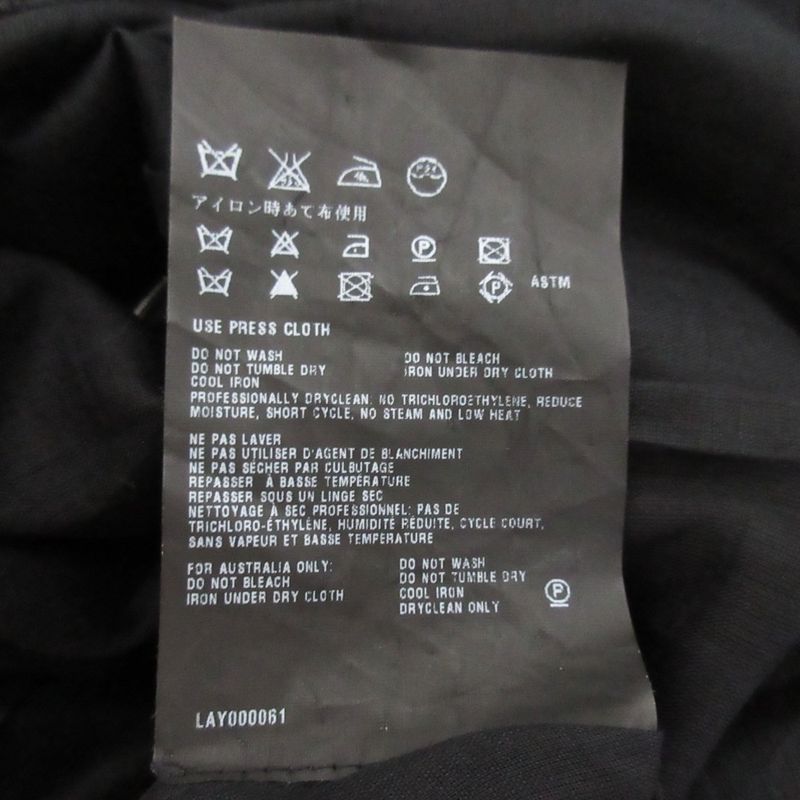 アイロン時あて布使用
P
P ASTM
USE PRESS CLOTH
DO NOT WASH DO NOT BLEACH
DO NOT TUMBLE DRY IRON UNDER DRY CLOTH
COOL IRON
PROFESSIONALLY DRYCLEAN: NO TRICHLOROETHYLENE, REDUCE
MOISTURE, SHORT CYCLE, NO STEAM AND LOW HEAT
NE PAS LAVER
NE PAS UTILISER D'AGENT DE BLANCHIMENT
NE PAS SÉCHER PAR CULBUTAGE
REPASSER À BASSE TEMPÉRATURE
REPASSER SOUS UN LINGE SEC
NETTOYAGE À SEC PROFESSIONNEL: PAS DE
TRICHLORO-ÉTHYLÈNE, HUMIDITÉ RÉDUITE, CYCLE COURT,
SANS VAPEUR ET BASSE TEMPÉRATURE
FOR AUSTRALIA ONLY: DO NOT WASH
DO NOT BLEACH DO NOT TUMBLE DRY
IRON UNDER DRY CLOTH COOL IRON
DRYCLEAN ONLY
P
LAY000061